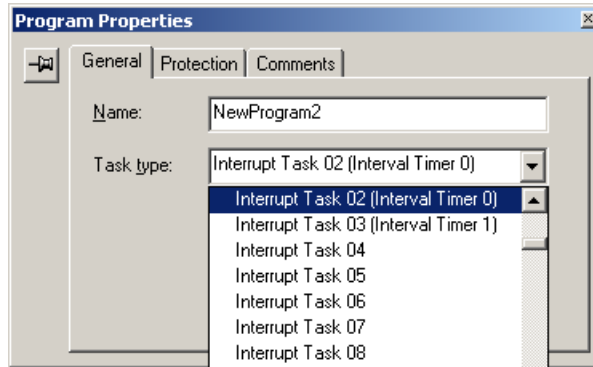 Program Properties
General Protection Comments
Name: NewProgram2
Task type: Interrupt Task 02 (Interval Timer 0)
Interrupt Task 02 (Interval Timer 0)
Interrupt Task 03 (Interval Timer 1)
Interrupt Task 04
Interrupt Task 05
Interrupt Task 06
Interrupt Task 07
Interrupt Task 08